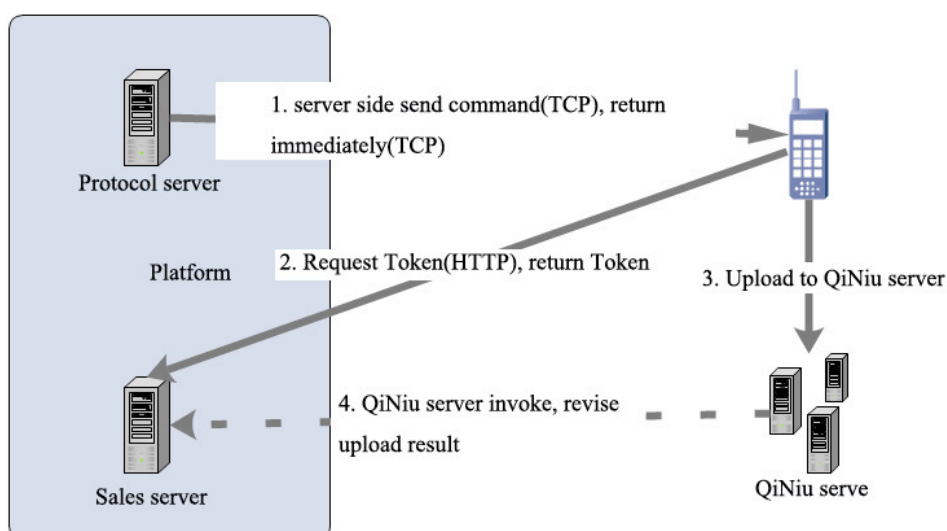 1. server side send command(TCP), return
immediately(TCP)
Protocol server
Platform
2. Request Token(HTTP), return Token
3. Upload to QiNiu server
4. QiNiu server invoke, revise
upload result
Sales server
QiNiu serve